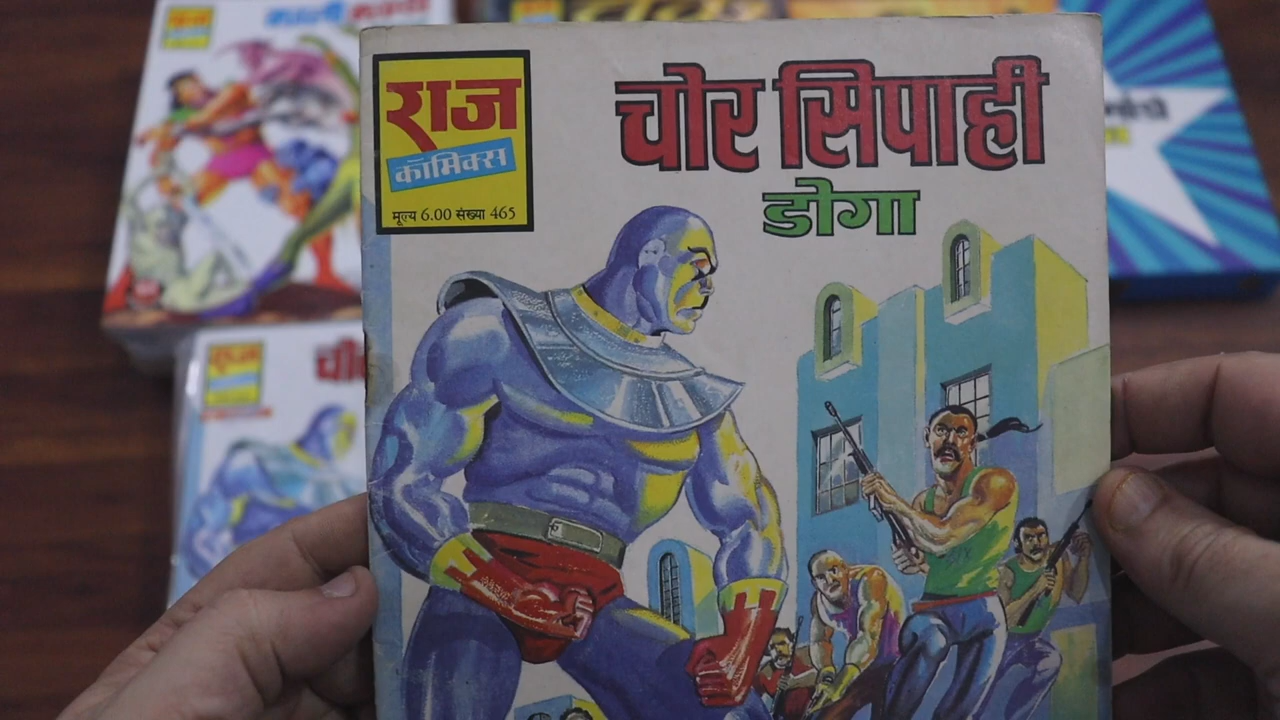 राज
कॉमिक्स
मूल्य 6.00 संख्या 465
चोर सिपाही
डोगा
राज